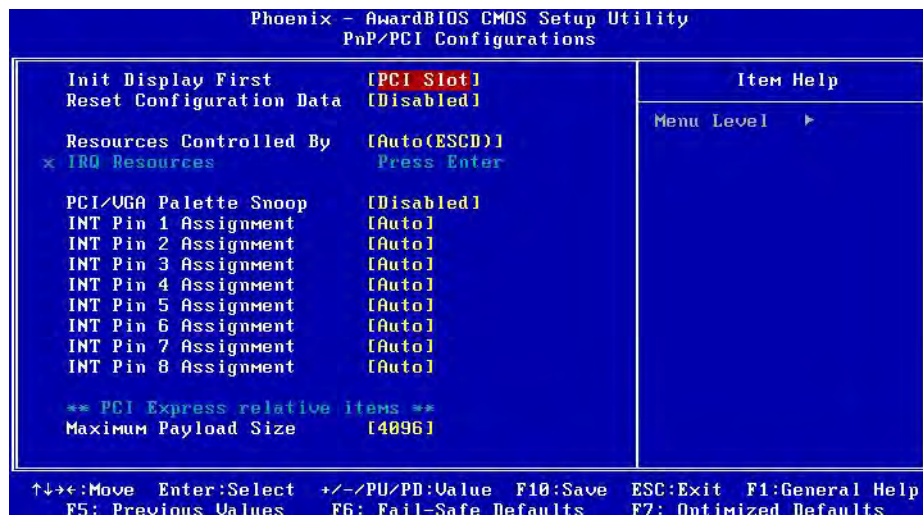 Phoenix - AwardBIOS CMOS Setup Utility
PnP/PCI Configurations
Init Display First [PCI Slot]
Reset Configuration Data [Disabled]
Resources Controlled By [Auto(ESCD)]
x IRQ Resources Press Enter
PCI/VGA Palette Snoop [Disabled]
INT Pin 1 Assignment [Auto]
INT Pin 2 Assignment [Auto]
INT Pin 3 Assignment [Auto]
INT Pin 4 Assignment [Auto]
INT Pin 5 Assignment [Auto]
INT Pin 6 Assignment [Auto]
INT Pin 7 Assignment [Auto]
INT Pin 8 Assignment [Auto]
** PCI Express relative items **
Maximum Payload Size [4096]
Item Help
Menu Level ▶
↑↓→←:Move Enter:Select +/-/PU/PD:Value F10:Save ESC:Exit F1:General Help
F5: Previous Values F6: Fail-Safe Defaults F7: Optimized Defaults